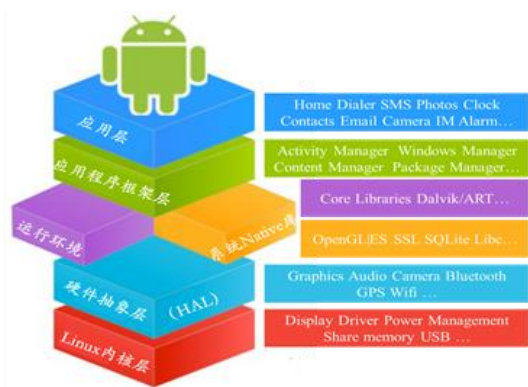 应用层
Home Dialer SMS Photos Clock
Contacts Email Camera IM Alarm...
应用程序框架层
Activity Manager Windows Manager
Content Manager Package Manager...
运行环境
Core Libraries Dalvik/ART...
系统Native库
OpenGL|ES SSL SQLite Libc...
硬件抽象层 (HAL)
Graphics Audio Camera Bluetooth
GPS Wifi ...
Linux内核层
Display Driver Power Management
Share memory USB ...